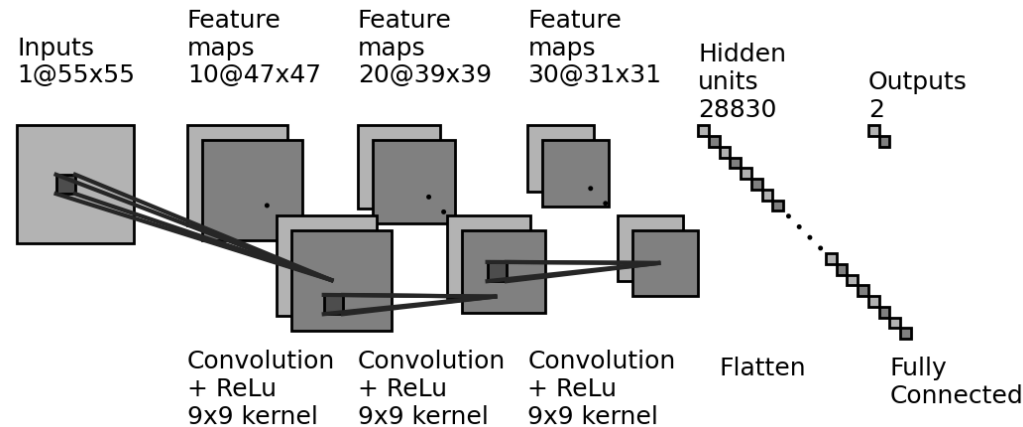 Inputs
1@55x55
Feature
maps
10@47x47
Feature
maps
20@39x39
Feature
maps
30@31x31
Hidden
units
28830
Outputs
2
Convolution
+ ReLu
9x9 kernel
Convolution
+ ReLu
9x9 kernel
Convolution
+ ReLu
9x9 kernel
Flatten
Fully
Connected